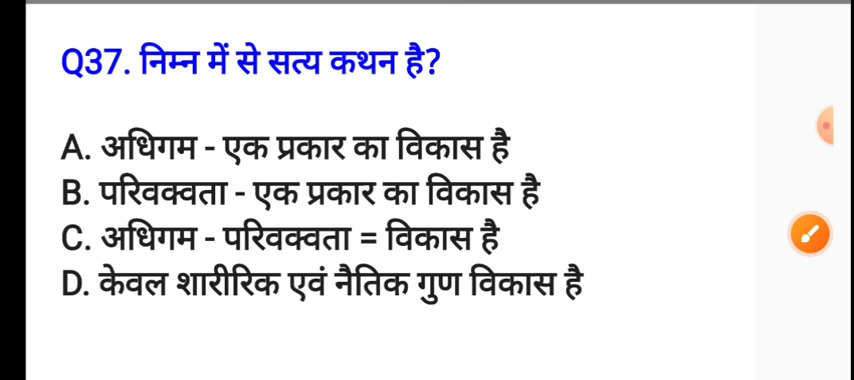 Q37. निम्न में से सत्य कथन है?
A. अधिगम - एक प्रकार का विकास है
B. परिवक्वता - एक प्रकार का विकास है
C. अधिगम - परिवक्वता = विकास है
D. केवल शारीरिक एवं नैतिक गुण विकास है